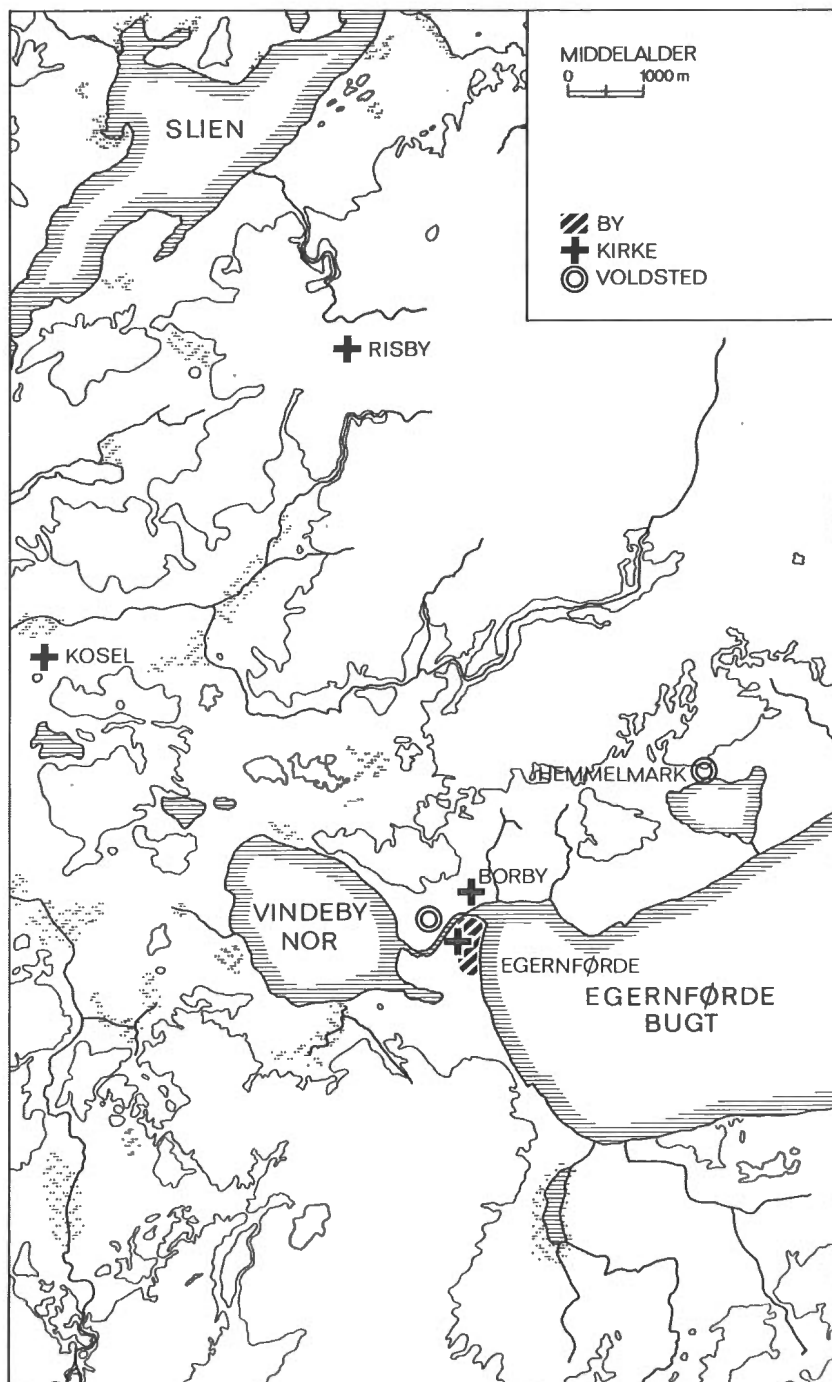 MIDDELALDER
0 1000 m
BY
KIRKE
VOLDSTED
SLIEN
RISBY
KOSEL
HEMMELMARK
BORBY
VINDEBY
NOR
EGERNFØRDE
EGERNFØRDE
BUGT